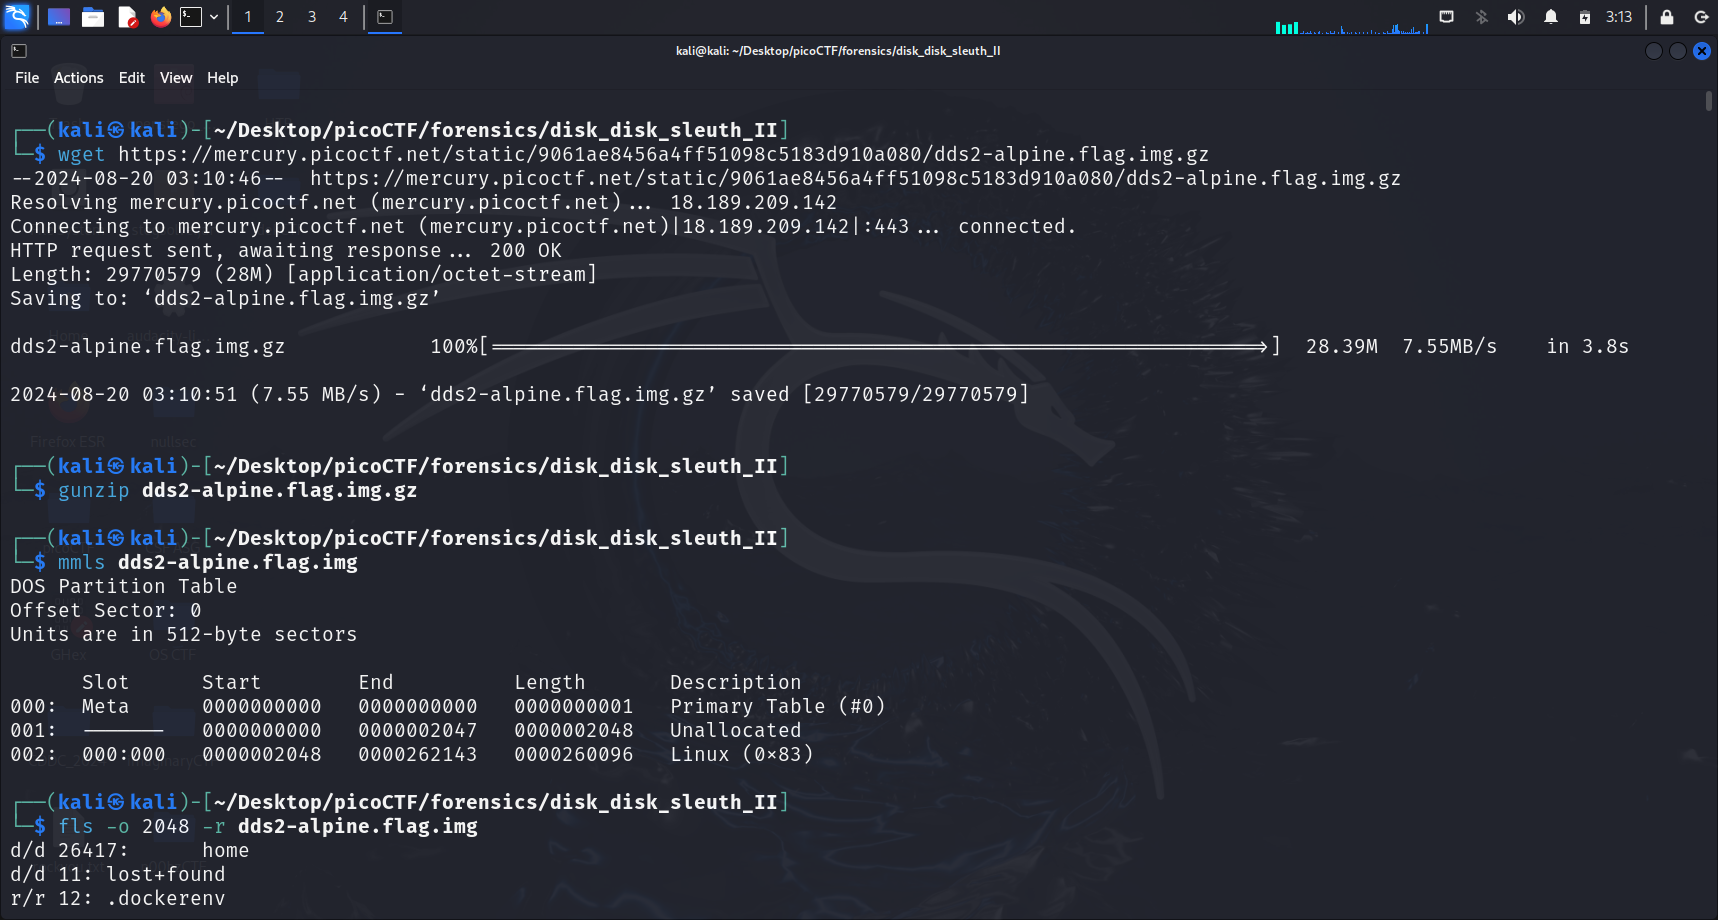 1 2 3 4 3:13
kali@kali: ~/Desktop/picoCTF/forensics/disk_disk_sleuth_II
File Actions Edit View Help
┌──(kali㉿kali)-[~/Desktop/picoCTF/forensics/disk_disk_sleuth_II]
└─$ wget https://mercury.picoctf.net/static/9061ae8456a4ff51098c5183d910a080/dds2-alpine.flag.img.gz
--2024-08-20 03:10:46--  https://mercury.picoctf.net/static/9061ae8456a4ff51098c5183d910a080/dds2-alpine.flag.img.gz
Resolving mercury.picoctf.net (mercury.picoctf.net)... 18.189.209.142
Connecting to mercury.picoctf.net (mercury.picoctf.net)|18.189.209.142|:443... connected.
HTTP request sent, awaiting response... 200 OK
Length: 29770579 (28M) [application/octet-stream]
Saving to: ‘dds2-alpine.flag.img.gz’
dds2-alpine.flag.img.gz 100%[================================================>] 28.39M 7.55MB/s in 3.8s
2024-08-20 03:10:51 (7.55 MB/s) - ‘dds2-alpine.flag.img.gz’ saved [29770579/29770579]
Firefox ESR nullsec
┌──(kali㉿kali)-[~/Desktop/picoCTF/forensics/disk_disk_sleuth_II]
└─$ gunzip dds2-alpine.flag.img.gz
┌──(kali㉿kali)-[~/Desktop/picoCTF/forensics/disk_disk_sleuth_II]
└─$ mmls dds2-alpine.flag.img
DOS Partition Table
Offset Sector: 0
Units are in 512-byte sectors
GHex OSCTF
Slot Start End Length Description
000: Meta 0000000000 0000000000 0000000001 Primary Table (#0)
001: ------- 0000000000 0000002047 0000002048 Unallocated
002: 000:000 0000002048 0000262143 0000260096 Linux (0x83)
┌──(kali㉿kali)-[~/Desktop/picoCTF/forensics/disk_disk_sleuth_II]
└─$ fls -o 2048 -r dds2-alpine.flag.img
d/d 26417: home
d/d 11: lost+found
r/r 12: .dockerenv